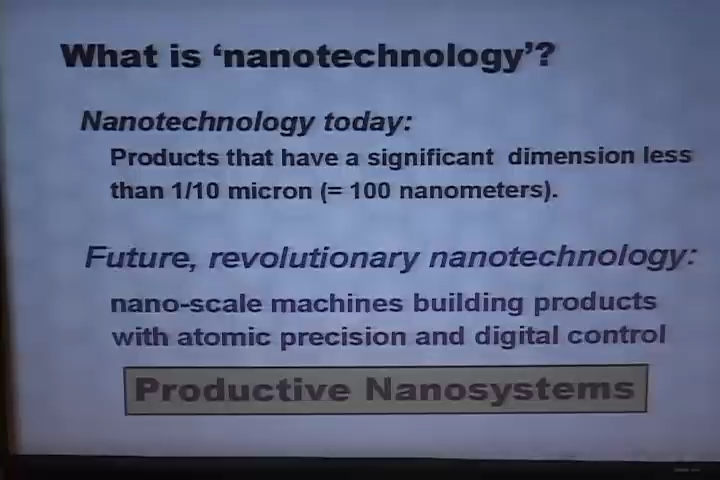 What is ‘nanotechnology’?
Nanotechnology today:
Products that have a significant dimension less
than 1/10 micron (= 100 nanometers).
Future, revolutionary nanotechnology:
nano-scale machines building products
with atomic precision and digital control
Productive Nanosystems